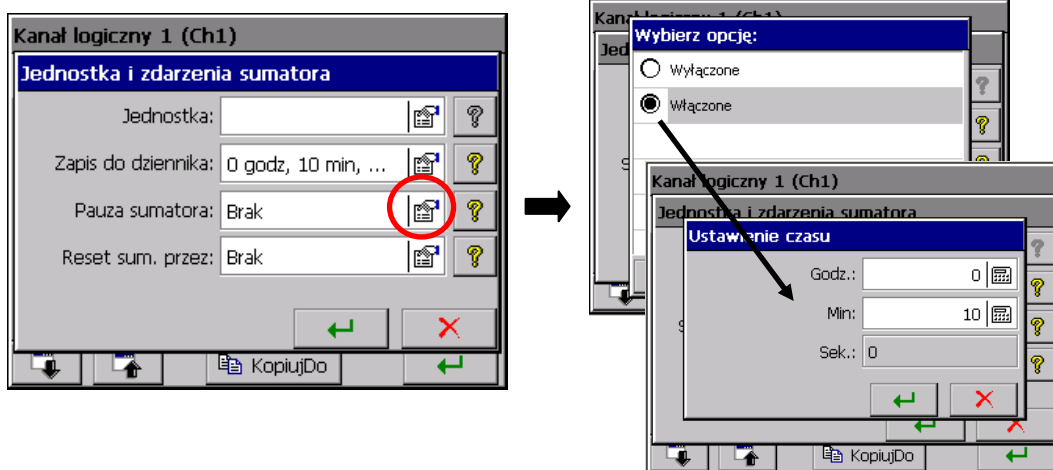 Kanał logiczny 1 (Ch1)
Jednostka i zdarzenia sumatora
Jednostka:
Zapis do dziennika: 0 godz, 10 min, ...
Pauza sumatora: Brak
Reset sum. przez: Brak
KopiujDo
Kanał logiczny 1 (Ch1)
Jed
Wybierz opcję:
Wyłączone
Włączone
S
Kanał logiczny 1 (Ch1)
Jednostka i zdarzenia sumatora
Ustawienie czasu
Godz.: 0
Min: 10
Sek.: 0
KopiujDo